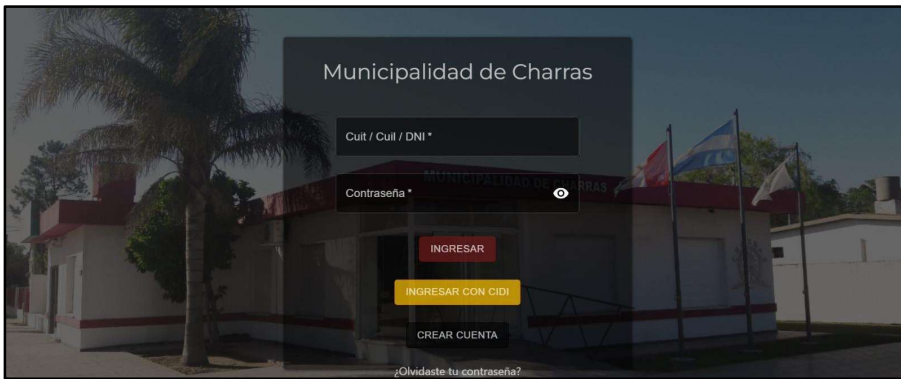 Municipalidad de Charras
Cuit / Cuil / DNI *
MUNICIPALIDAD DE CHARRAS
Contraseña *
INGRESAR
INGRESAR CON CIDI
CREAR CUENTA
¿Olvidaste tu contraseña?